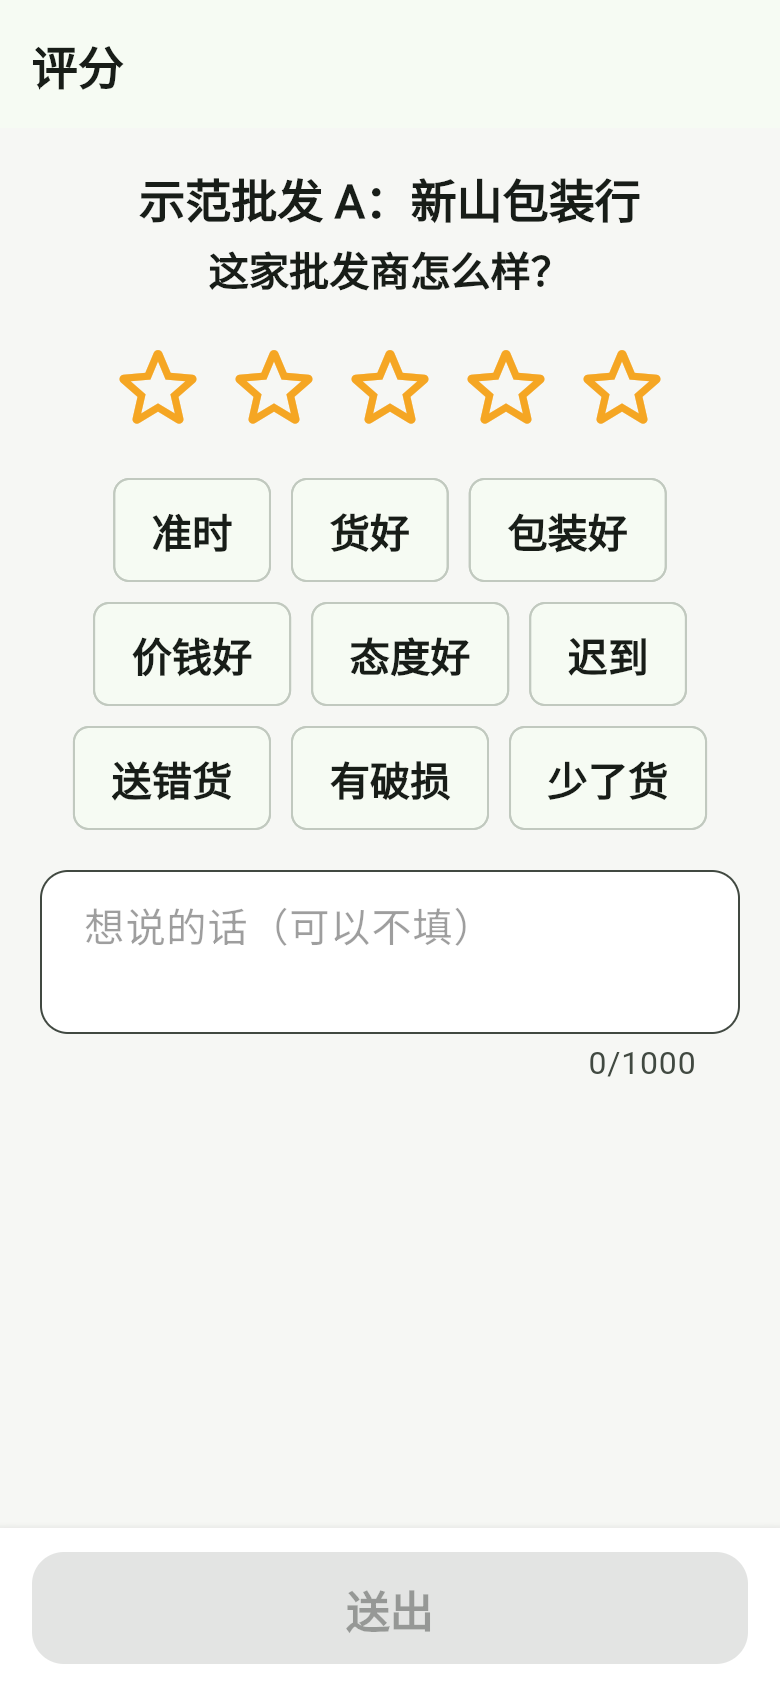 评分
示范批发 A：新山包装行
这家批发商怎么样？
准时 货好 包装好
价钱好 态度好 迟到
送错货 有破损 少了货
想说的话（可以不填）
0/1000
送出